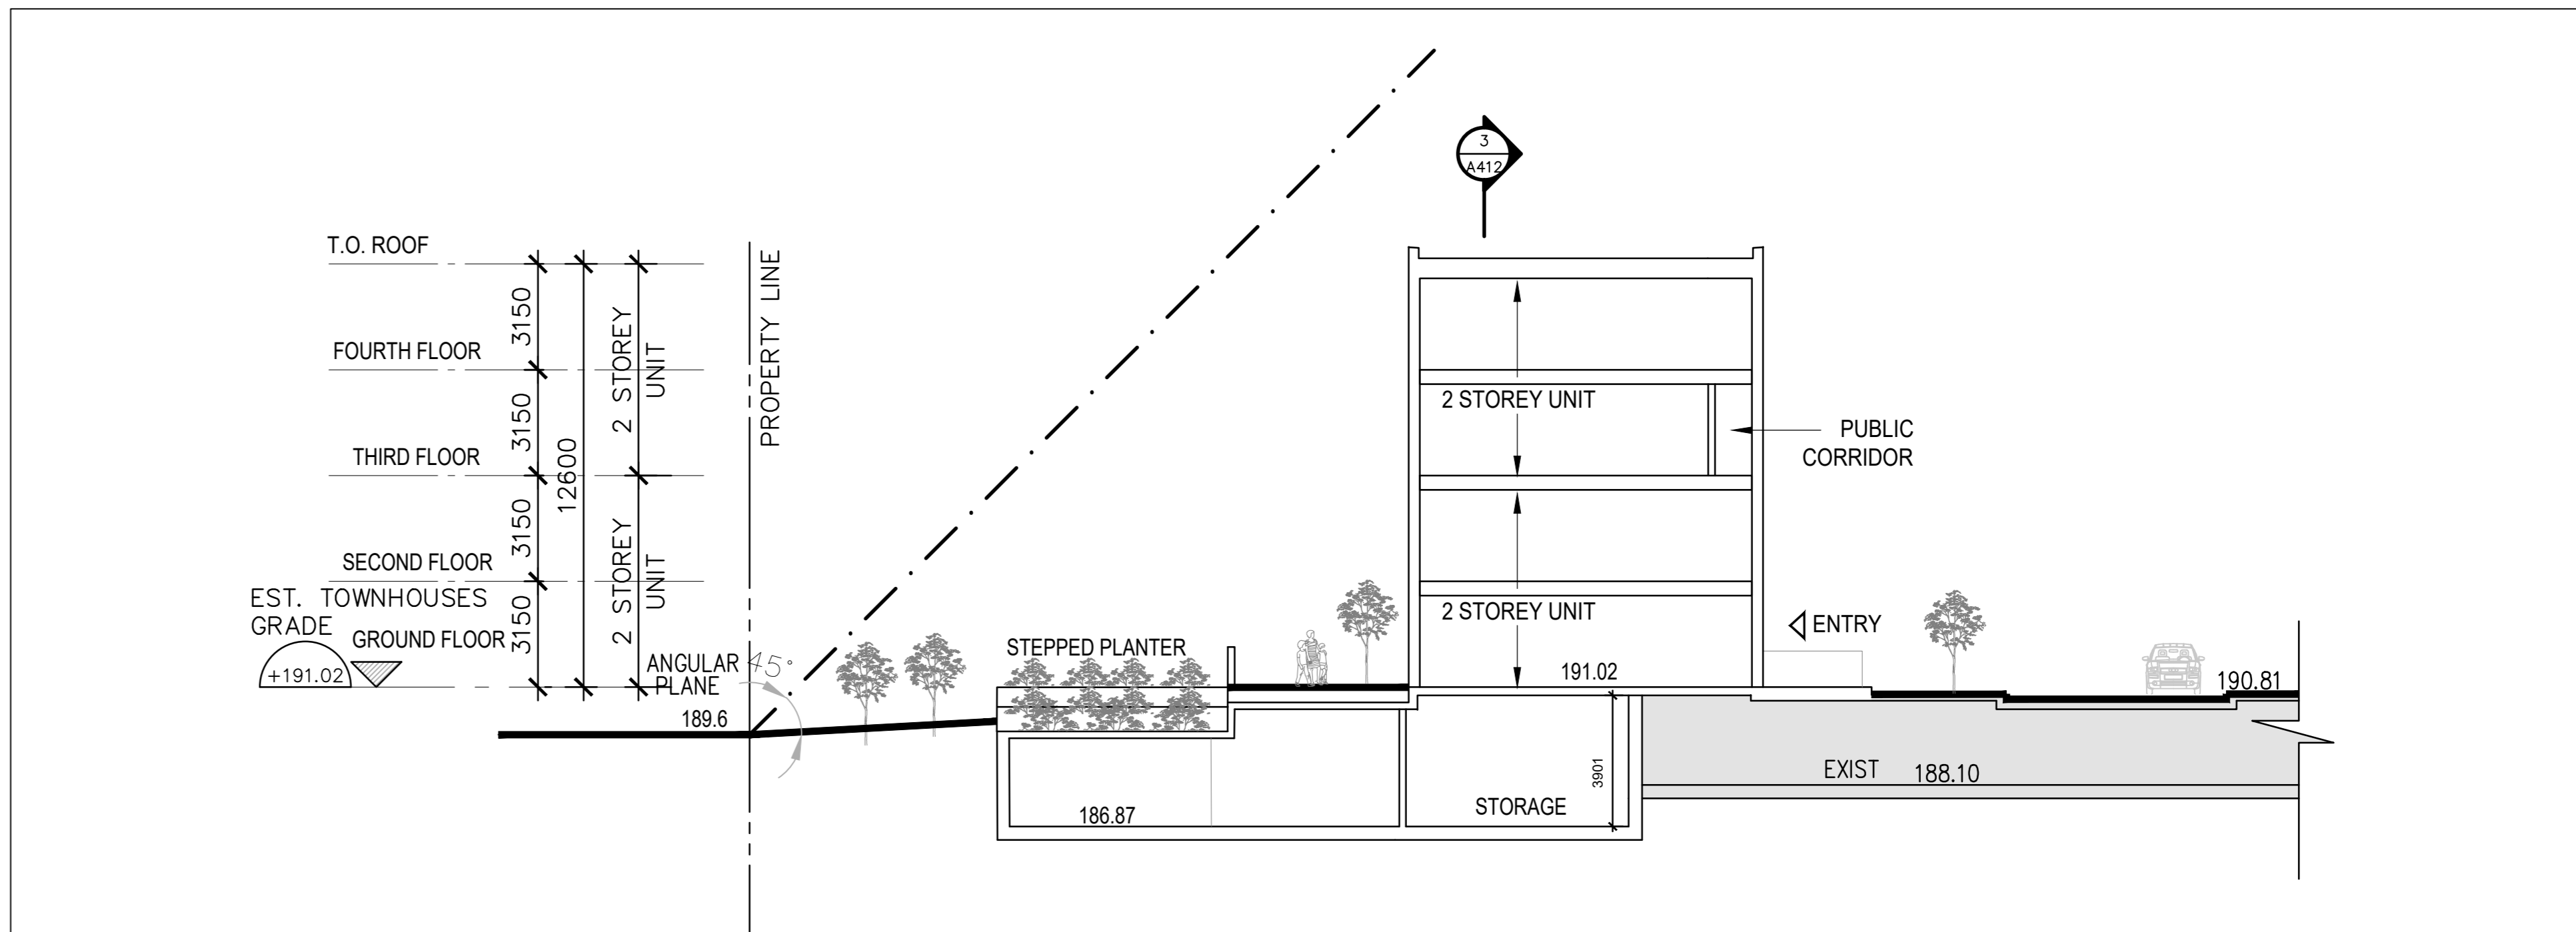 3
A412
T.O. ROOF
3150
FOURTH FLOOR
3150
THIRD FLOOR
3150
SECOND FLOOR
3150
12600
2 STOREY
UNIT
2 STOREY
UNIT
PROPERTY LINE
EST. TOWNHOUSES
GRADE
GROUND FLOOR
+191.02
ANGULAR
PLANE
45°
189.6
STEPPED PLANTER
2 STOREY UNIT
PUBLIC
CORRIDOR
2 STOREY UNIT
ENTRY
191.02
190.81
EXIST 188.10
3901
STORAGE
186.87